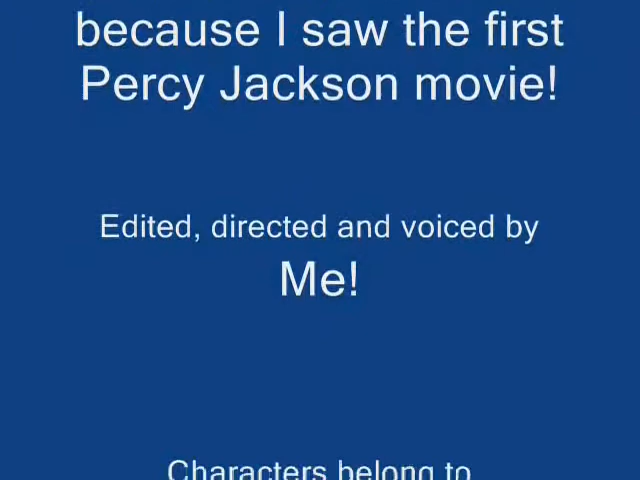 because I saw the first
Percy Jackson movie!
Edited, directed and voiced by
Me!
Characters belong to